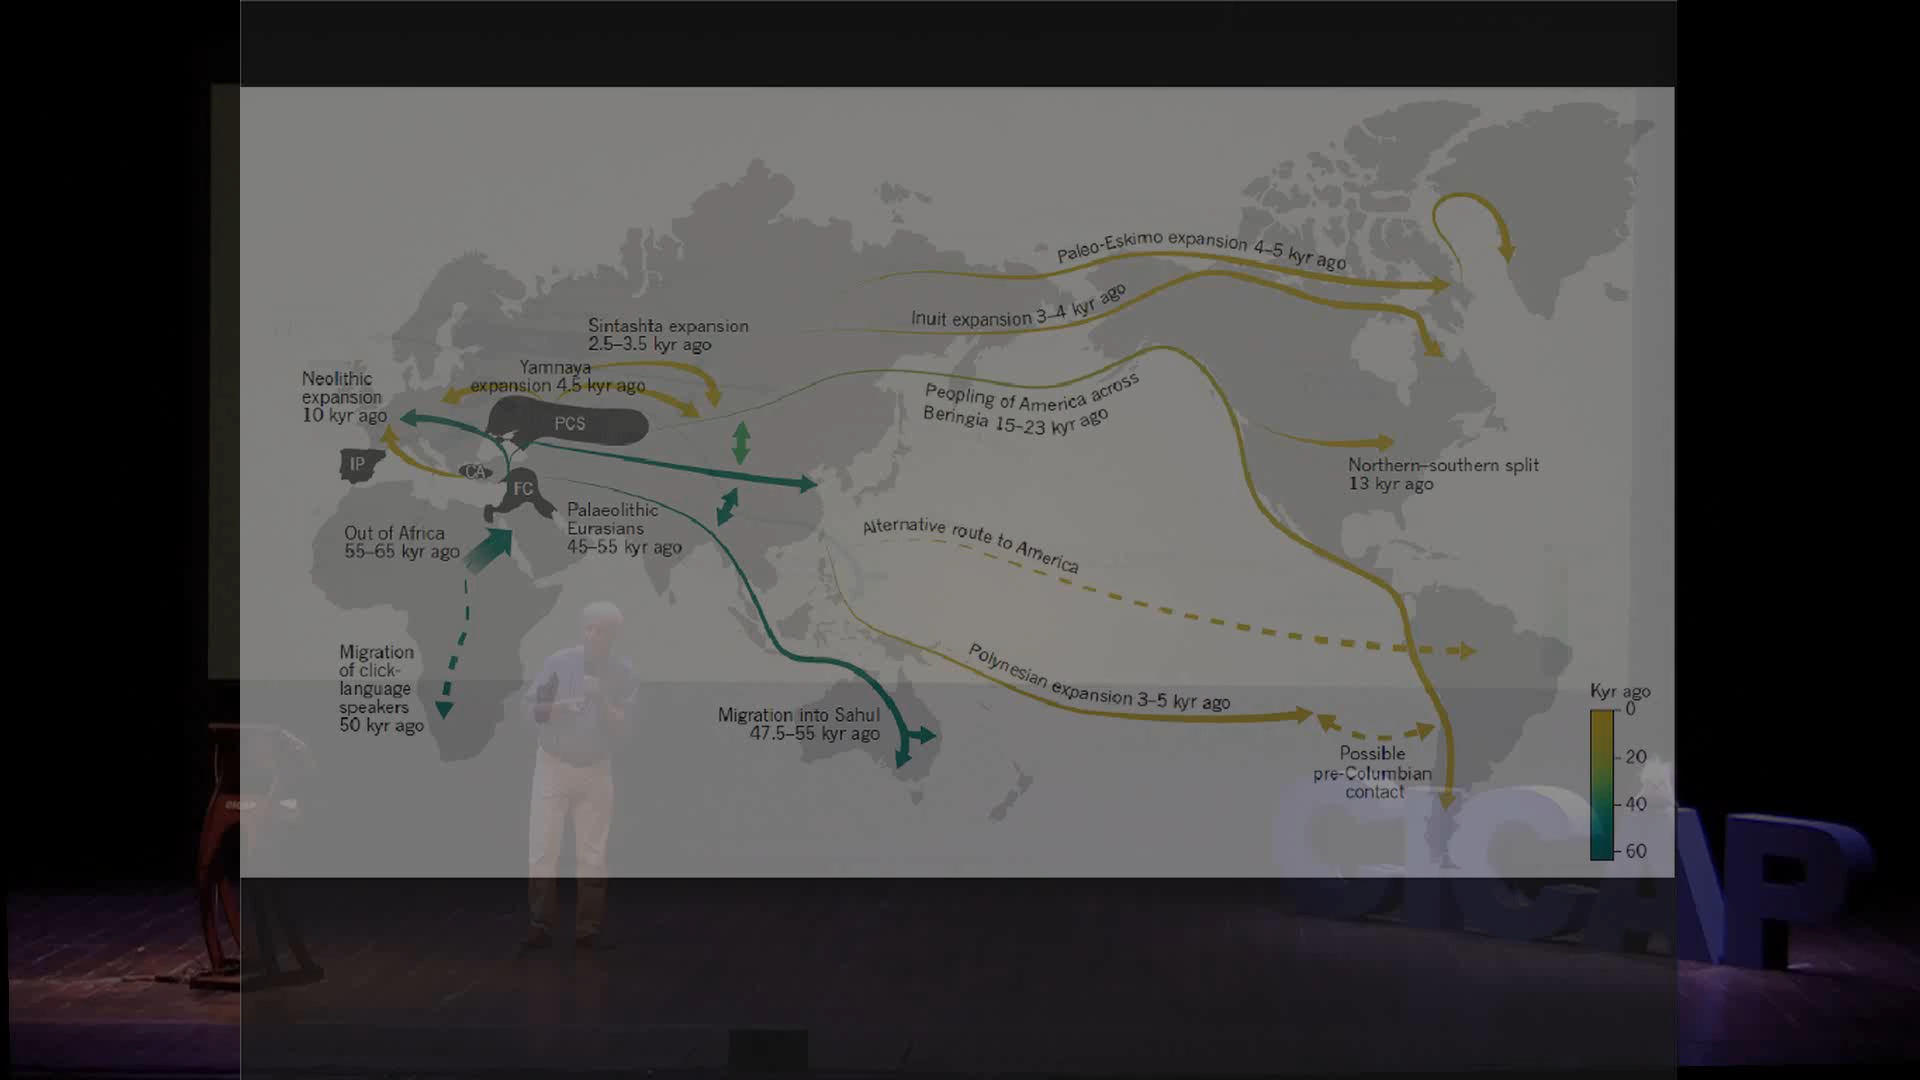 Paleo-Eskimo expansion 4–5 kyr ago
Inuit expansion 3–4 kyr ago
Sintashta expansion
2.5–3.5 kyr ago
Yamnaya
expansion 4.5 kyr ago
Neolithic
expansion
10 kyr ago
PCS
IP
CA
FC
Peopling of America across
Beringia 15–23 kyr ago
Northern–southern split
13 kyr ago
Out of Africa
55–65 kyr ago
Palaeolithic
Eurasians
45–55 kyr ago
Alternative route to America
Migration
of click-
language
speakers
50 kyr ago
Polynesian expansion 3–5 kyr ago
Migration into Sahul
47.5–55 kyr ago
Possible
pre-Columbian
contact
Kyr ago
0
20
40
60
CICAP
CICAP